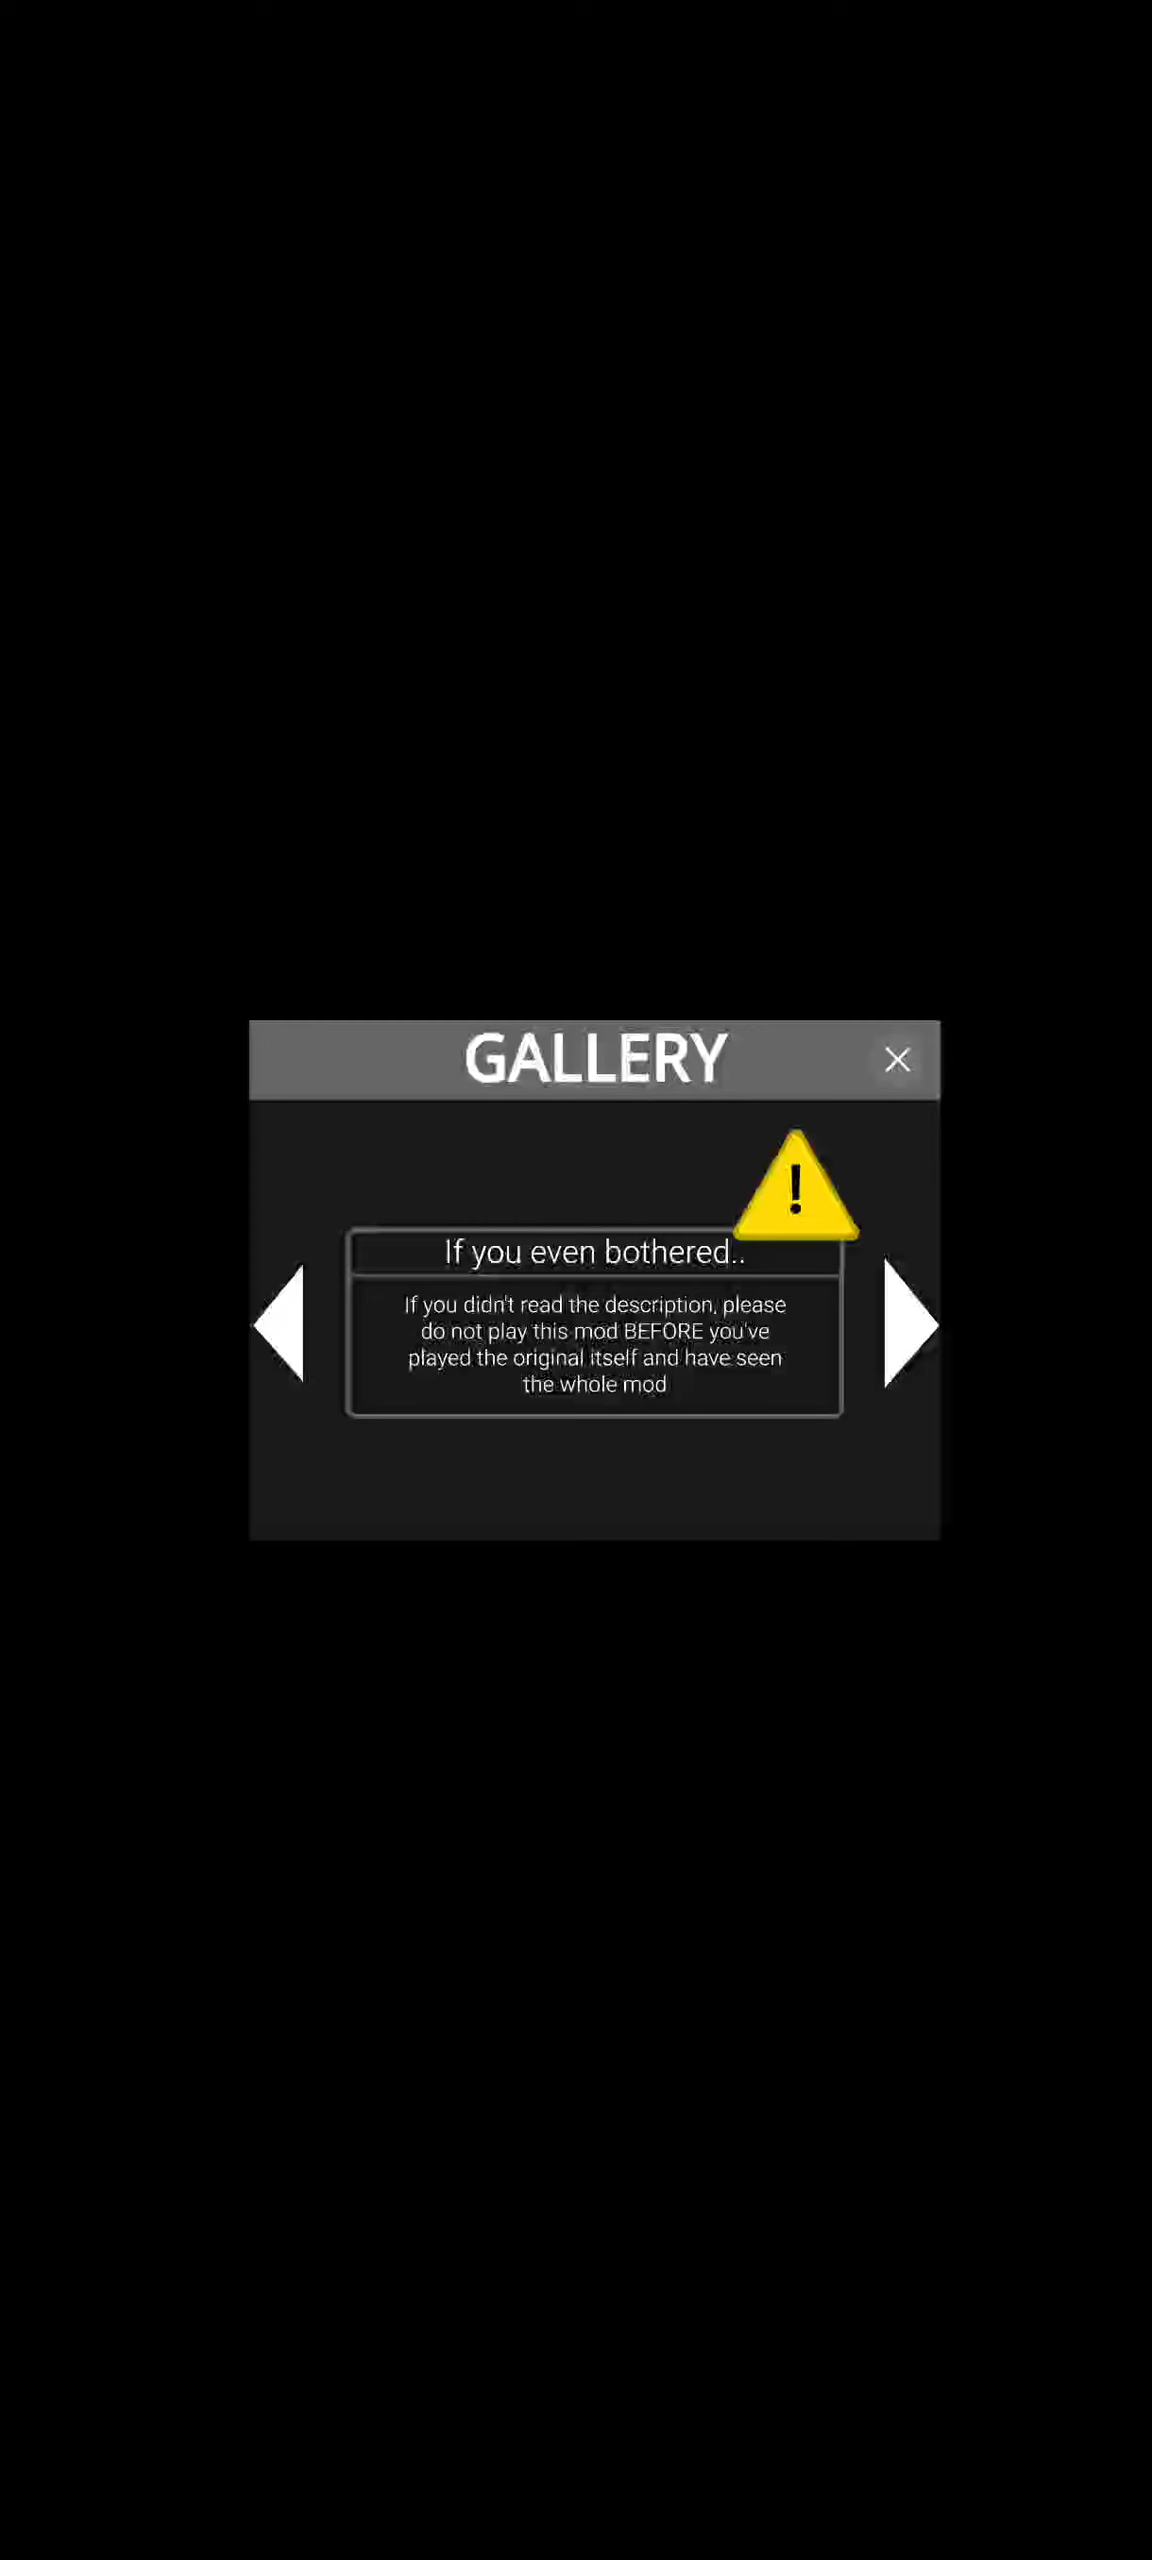 GALLERY
!
If you even bothered..
If you didn't read the description, please
do not play this mod BEFORE you've
played the original itself and have seen
the whole mod